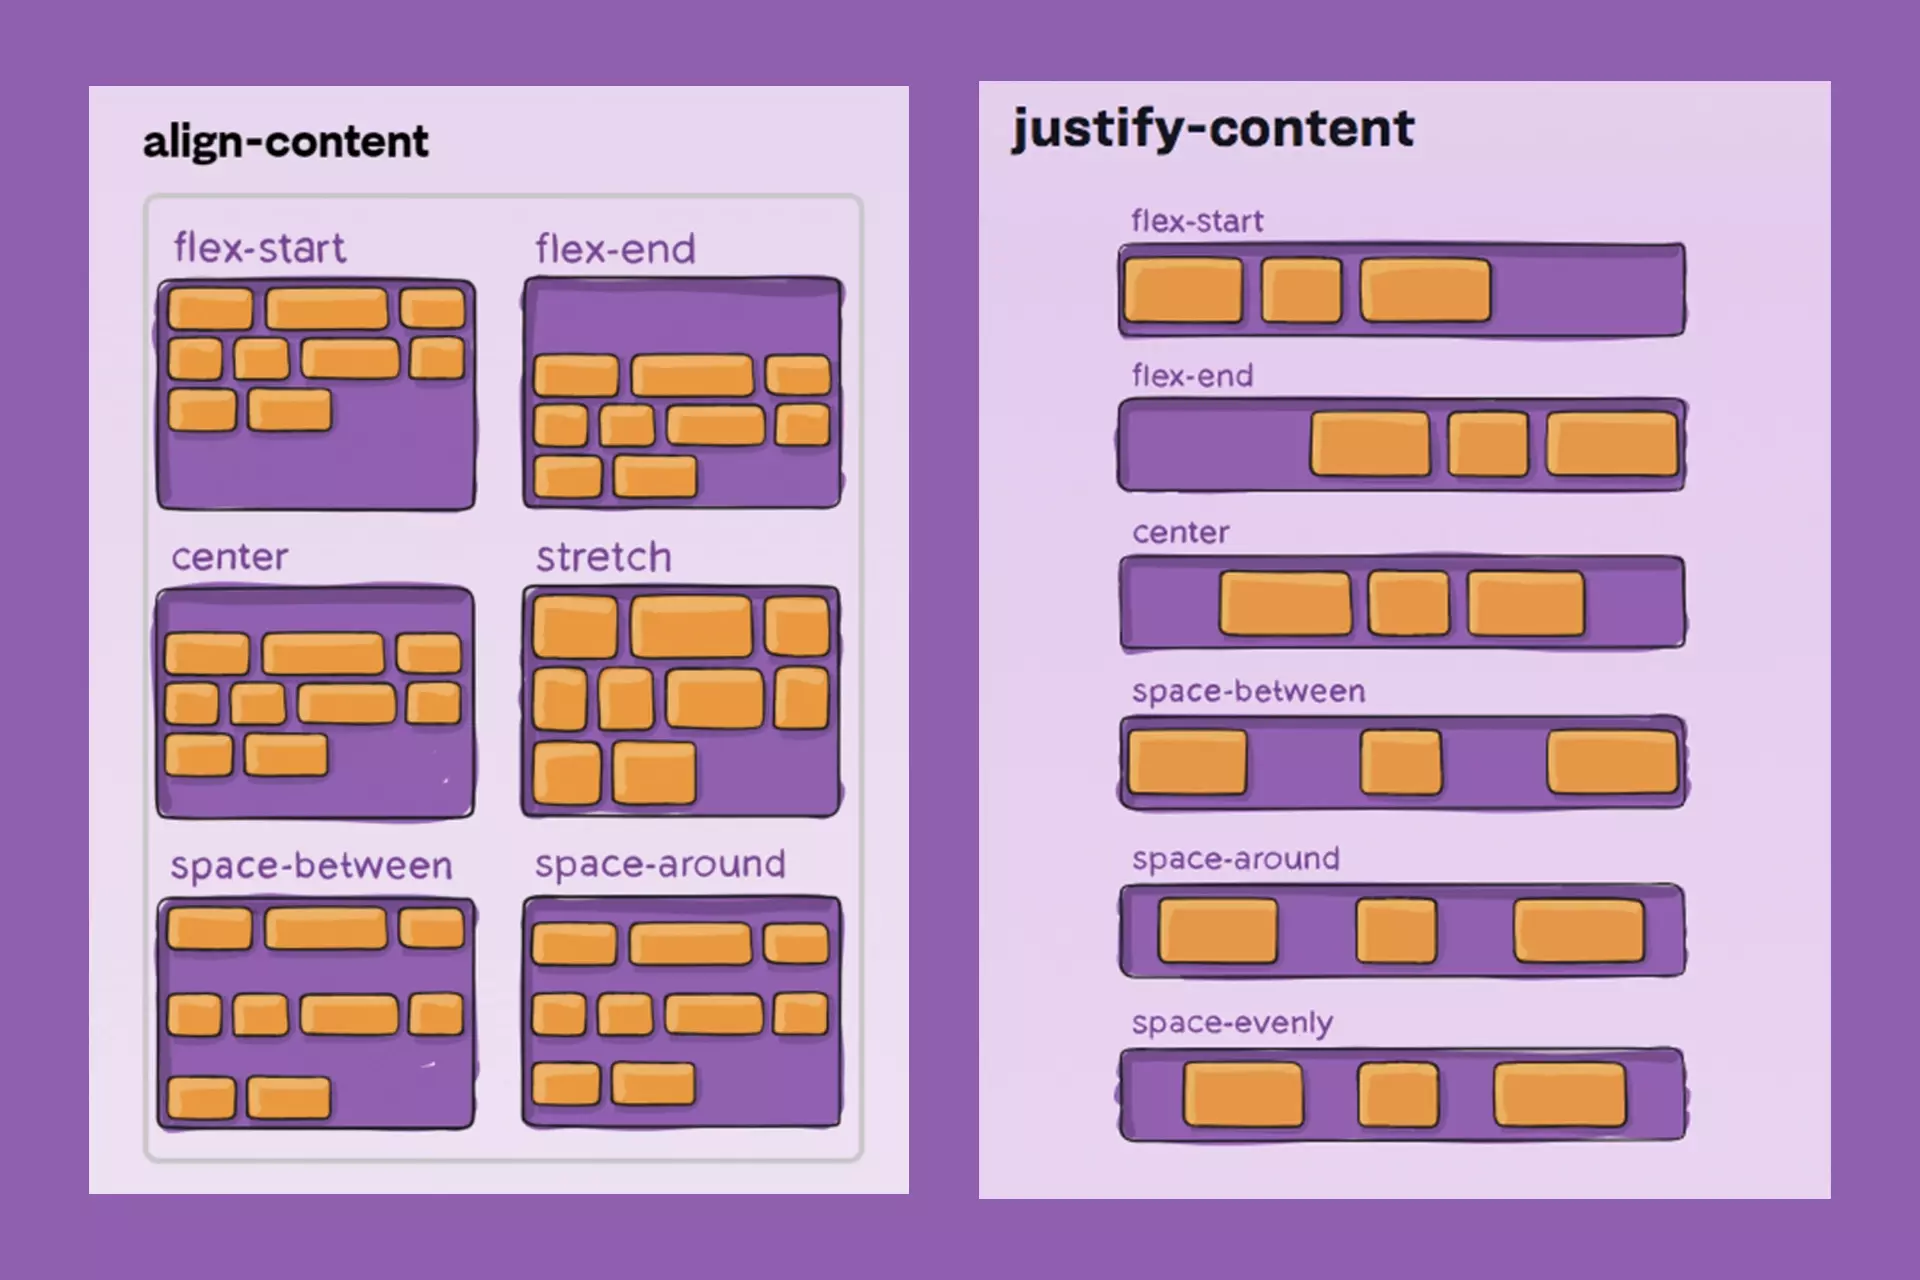 align-content
flex-start
flex-end
center
stretch
space-between
space-around
justify-content
flex-start
flex-end
center
space-between
space-around
space-evenly